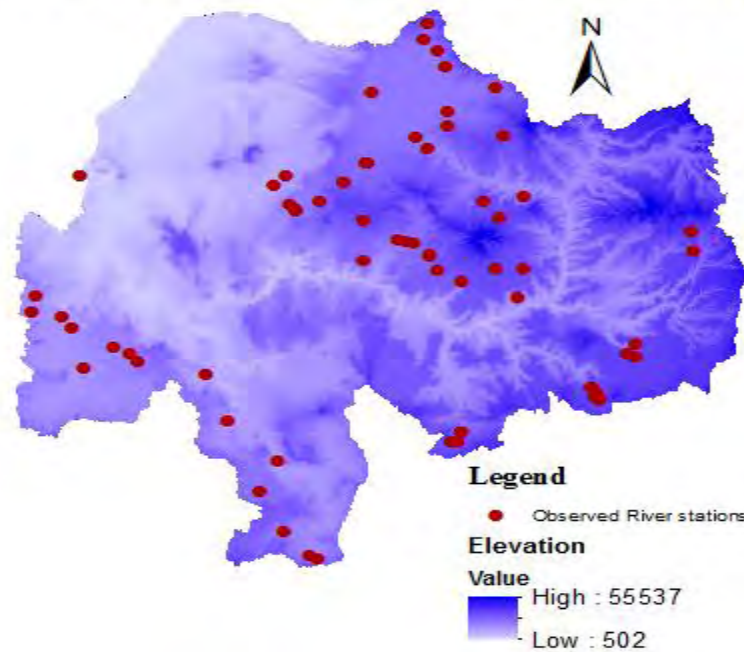 N
Legend
Observed River stations
Elevation
Value
High : 55537
Low : 502